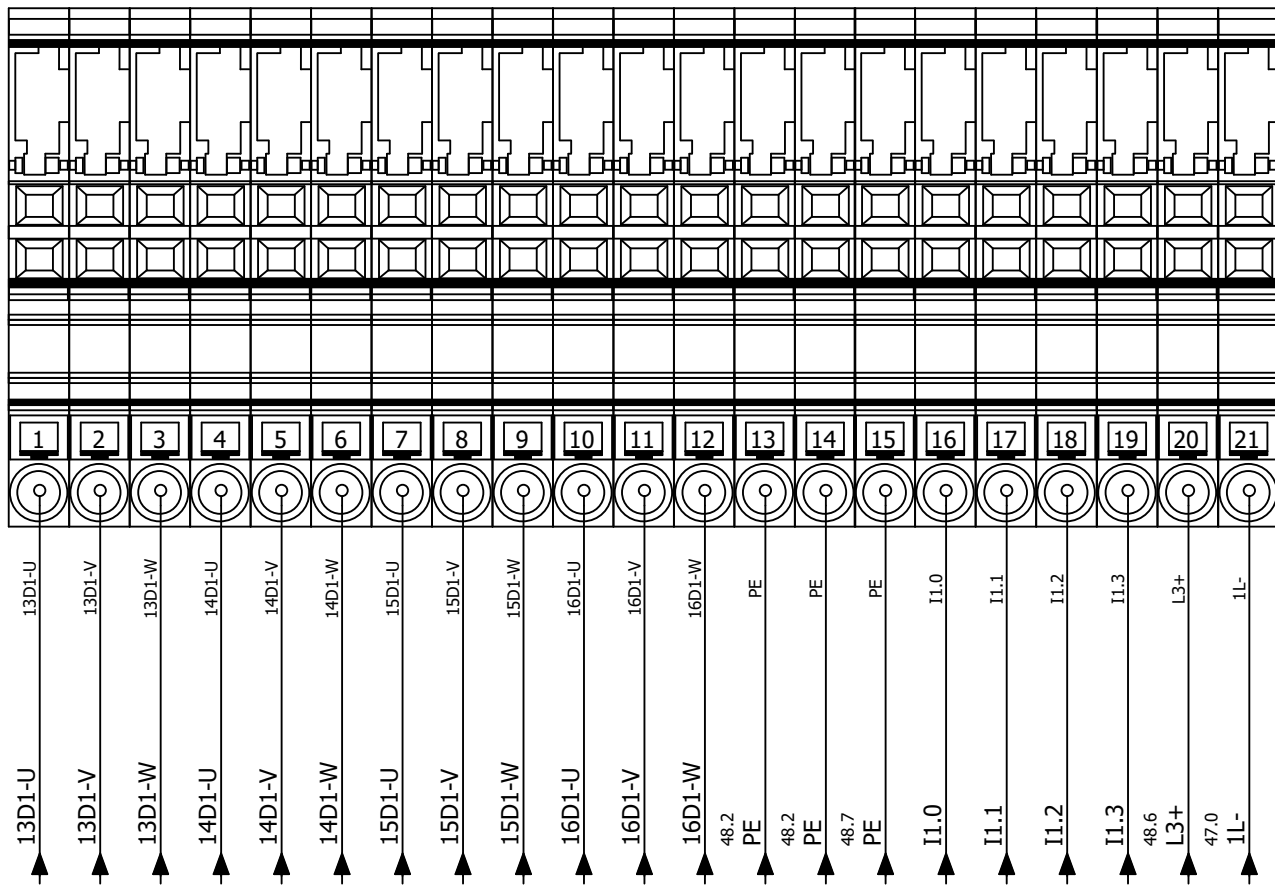 1 2 3 4 5 6 7 8 9 10 11 12 13 14 15 16 17 18 19 20 21
13D1-U 13D1-V 13D1-W 14D1-U 14D1-V 14D1-W 15D1-U 15D1-V 15D1-W 16D1-U 16D1-V 16D1-W PE PE PE I1.0 I1.1 I1.2 I1.3 L3+ 1L-
13D1-U 13D1-V 13D1-W 14D1-U 14D1-V 14D1-W 15D1-U 15D1-V 15D1-W 16D1-U 16D1-V 16D1-W 48.2 PE 48.2 PE 48.7 PE I1.0 I1.1 I1.2 I1.3 48.6 L3+ 47.0 1L-